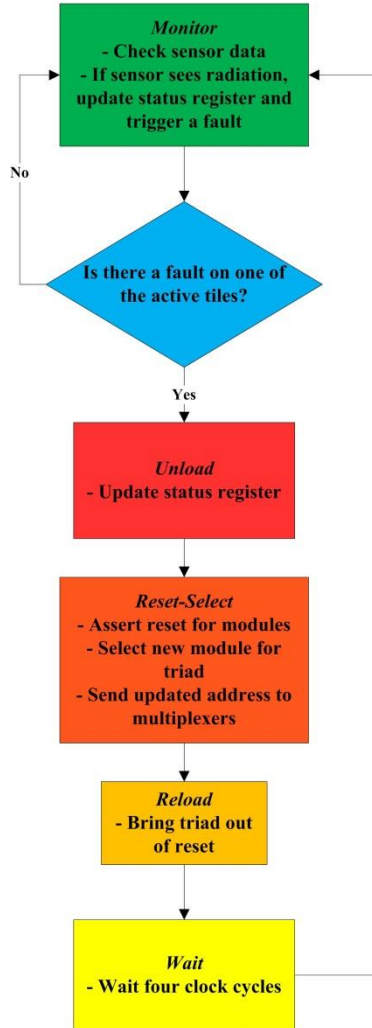 Monitor
- Check sensor data
- If sensor sees radiation,
update status register and
trigger a fault
No
Is there a fault on one of
the active tiles?
Yes
Unload
- Update status register
Reset-Select
- Assert reset for modules
- Select new module for
triad
- Send updated address to
multiplexers
Reload
- Bring triad out
of reset
Wait
- Wait four clock cycles